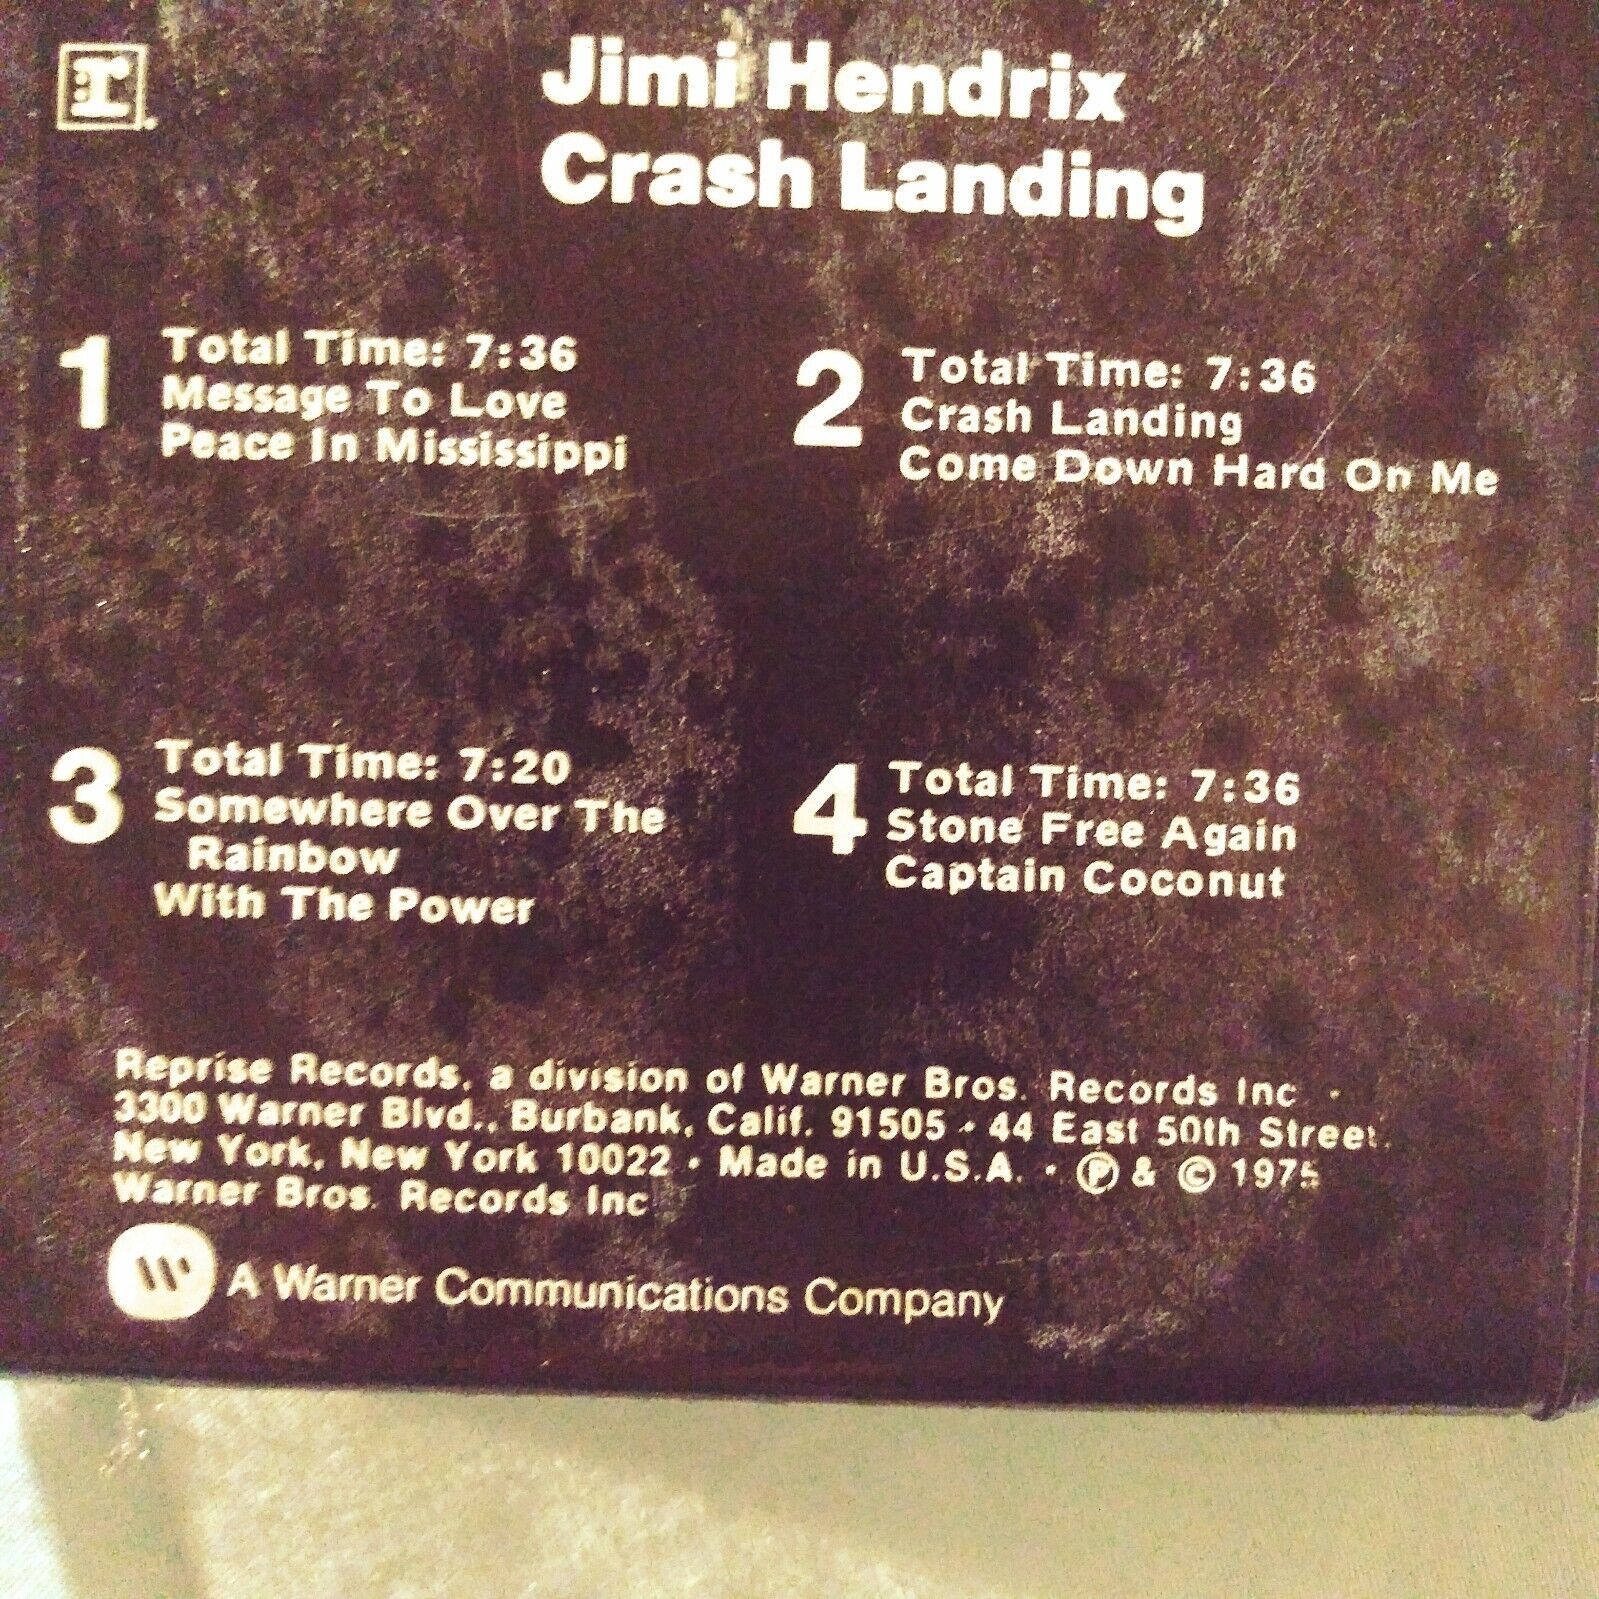 Jimi Hendrix
Crash Landing
1
Total Time: 7:36
Message To Love
Peace In Mississippi
2
Total Time: 7:36
Crash Landing
Come Down Hard On Me
3
Total Time: 7:20
Somewhere Over The
Rainbow
With The Power
4
Total Time: 7:36
Stone Free Again
Captain Coconut
Reprise Records, a division of Warner Bros. Records Inc •
3300 Warner Blvd., Burbank, Calif. 91505 • 44 East 50th Street,
New York, New York 10022 • Made in U.S.A. • ℗ & © 1975
Warner Bros. Records Inc
A Warner Communications Company